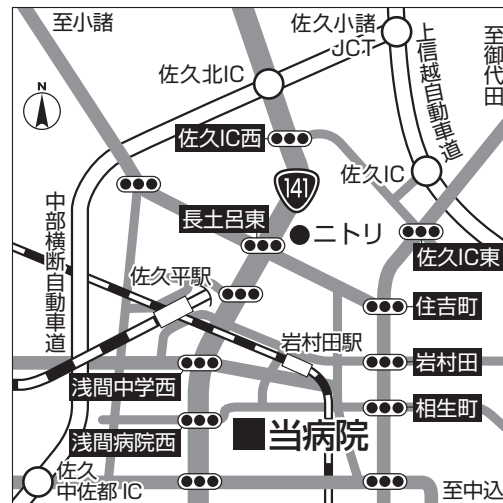 至小諸
佐久小諸
JCT
上信越自動車道
至御代田
佐久北IC
N
佐久IC西
佐久IC
141
中部横断自動車道
長土呂東
ニトリ
佐久IC東
佐久平駅
住吉町
岩村田駅
岩村田
浅間中学西
相生町
浅間病院西
当病院
佐久
中佐都IC
至中込